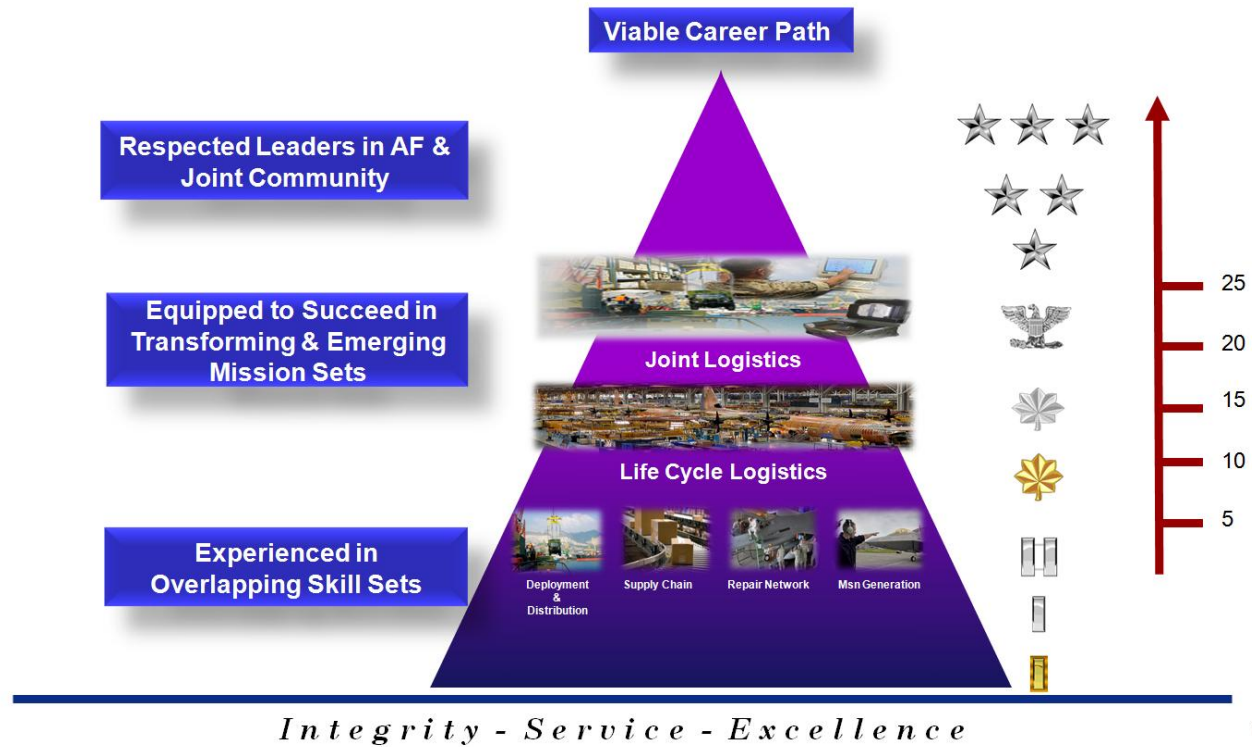 Viable Career Path
Respected Leaders in AF &
Joint Community
Equipped to Succeed in
Transforming & Emerging
Mission Sets
Experienced in
Overlapping Skill Sets
Joint Logistics
Life Cycle Logistics
Deployment
&
Distribution
Supply Chain
Repair Network
Msn Generation
25
20
15
10
5
Integrity - Service - Excellence